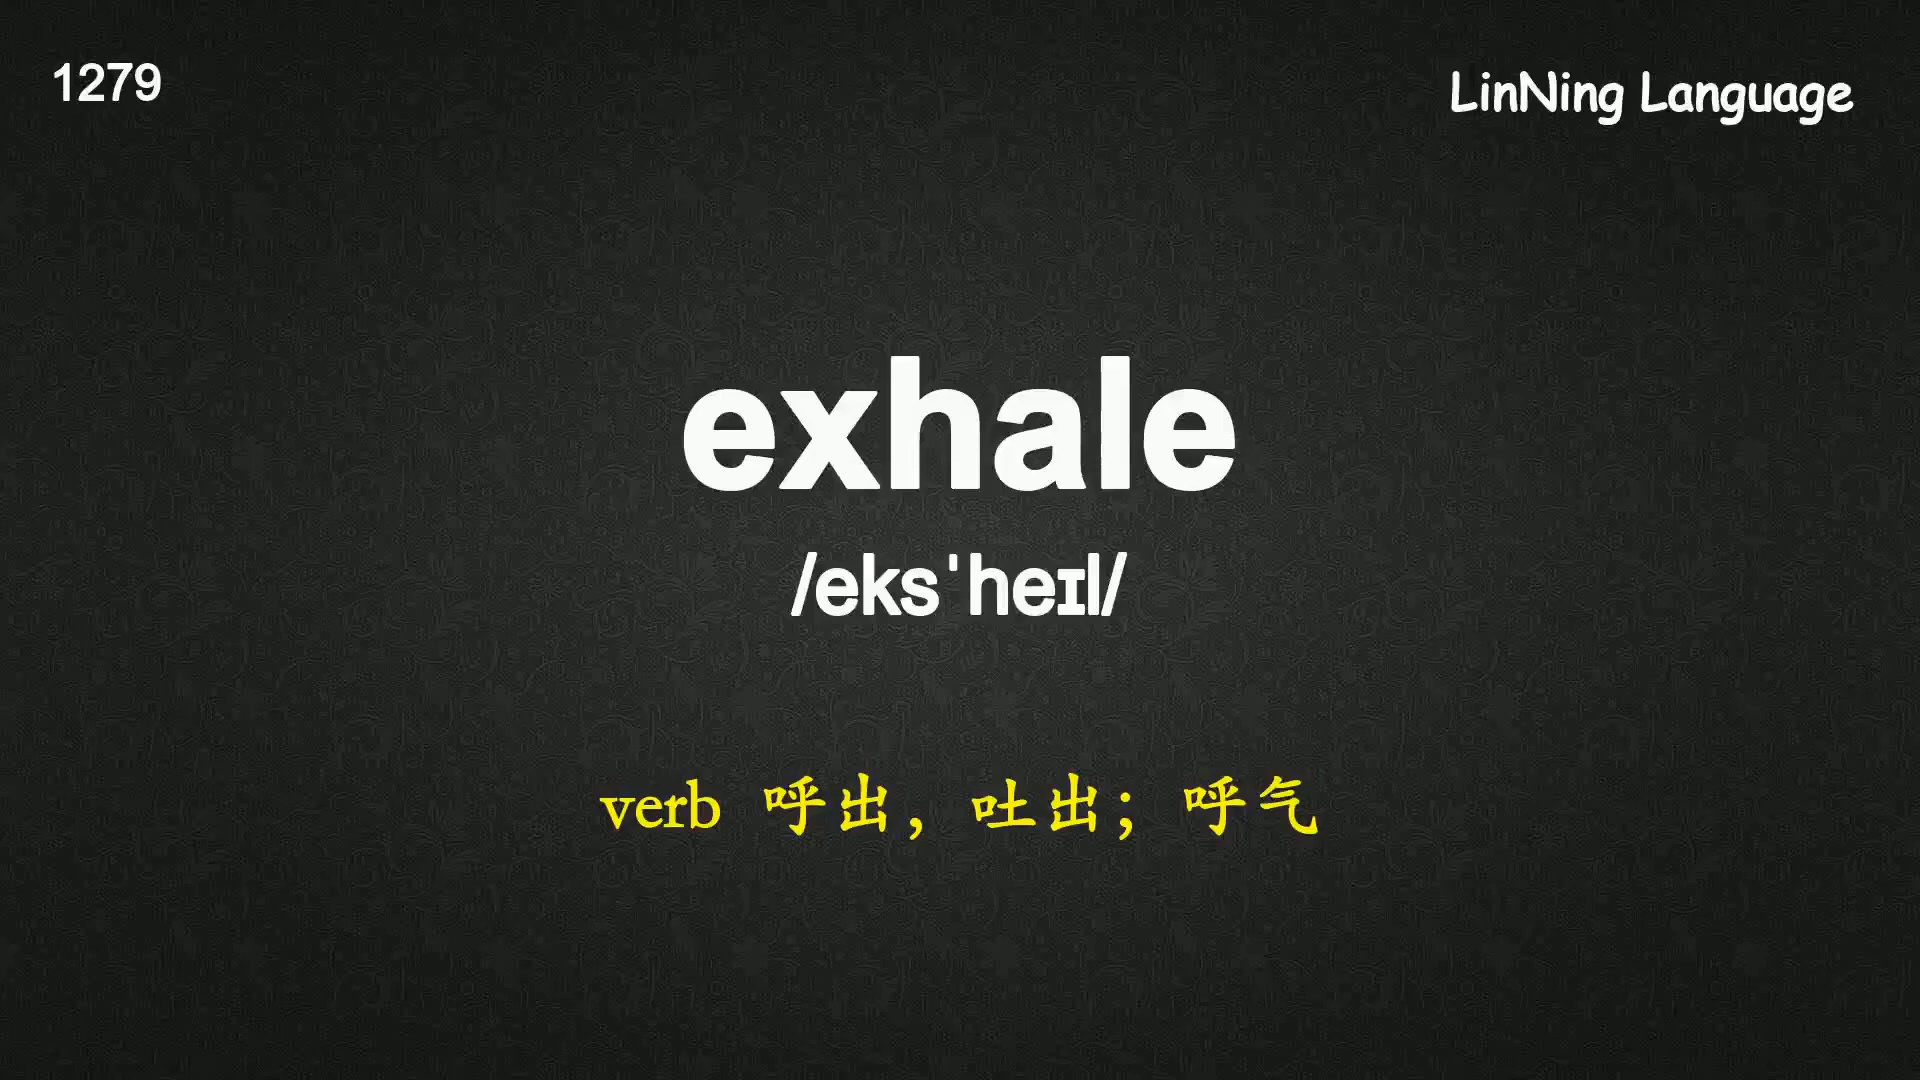 1279
LinNing Language
exhale
/eksˈheɪl/
verb 呼出，吐出；呼气